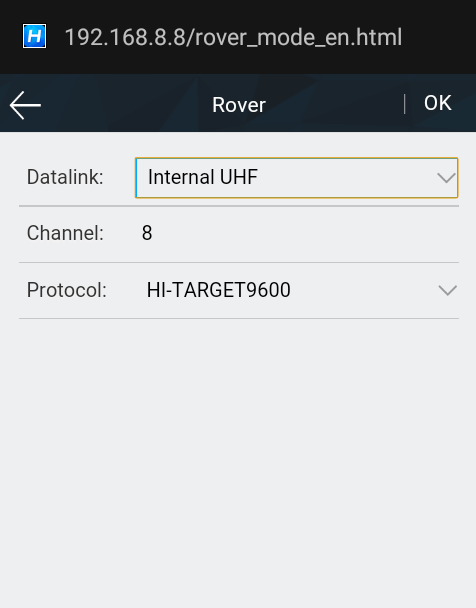 H 192.168.8.8/rover_mode_en.html
Rover | OK
Datalink: Internal UHF
Channel: 8
Protocol: HI-TARGET9600